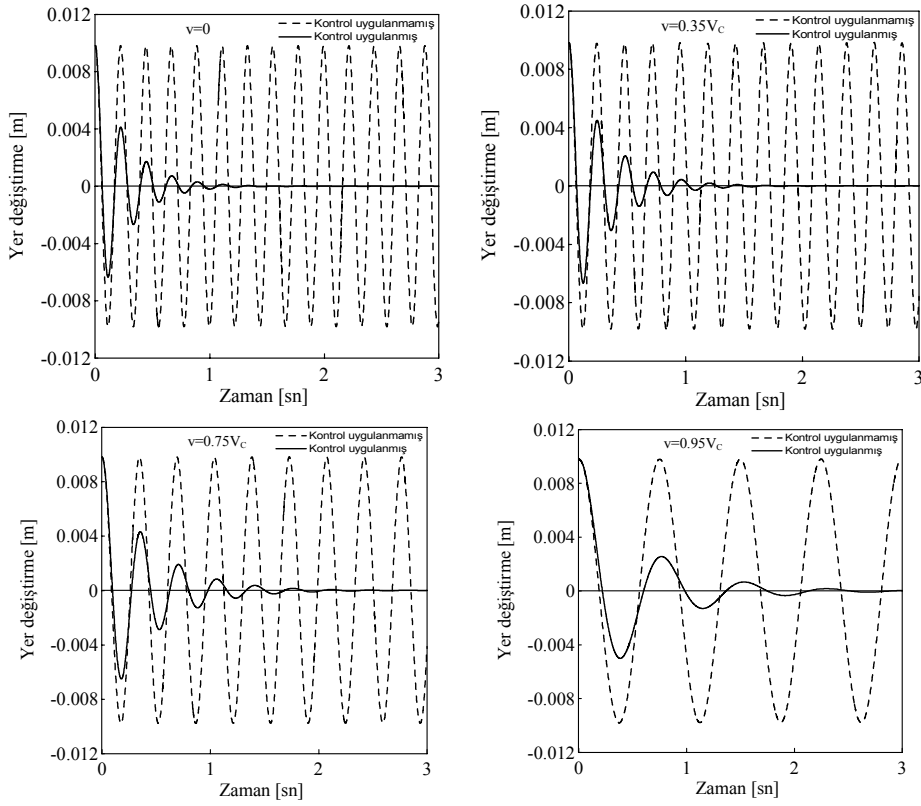 0.012
v=0
Kontrol uygulanmamış
Kontrol uygulanmış
0.008
0.004
0
-0.004
-0.008
-0.012
Yer değiştirme [m]
0 1 2 3
Zaman [sn]
0.012
v=0.35V_C
Kontrol uygulanmamış
Kontrol uygulanmış
0.008
0.004
0
-0.004
-0.008
-0.012
Yer değiştirme [m]
0 1 2 3
Zaman [sn]
0.012
v=0.75V_C
Kontrol uygulanmamış
Kontrol uygulanmış
0.008
0.004
0
-0.004
-0.008
-0.012
Yer değiştirme [m]
0 1 2 3
Zaman [sn]
0.012
v=0.95V_C
Kontrol uygulanmamış
Kontrol uygulanmış
0.008
0.004
0
-0.004
-0.008
-0.012
Yer değiştirme [m]
0 1 2 3
Zaman [sn]